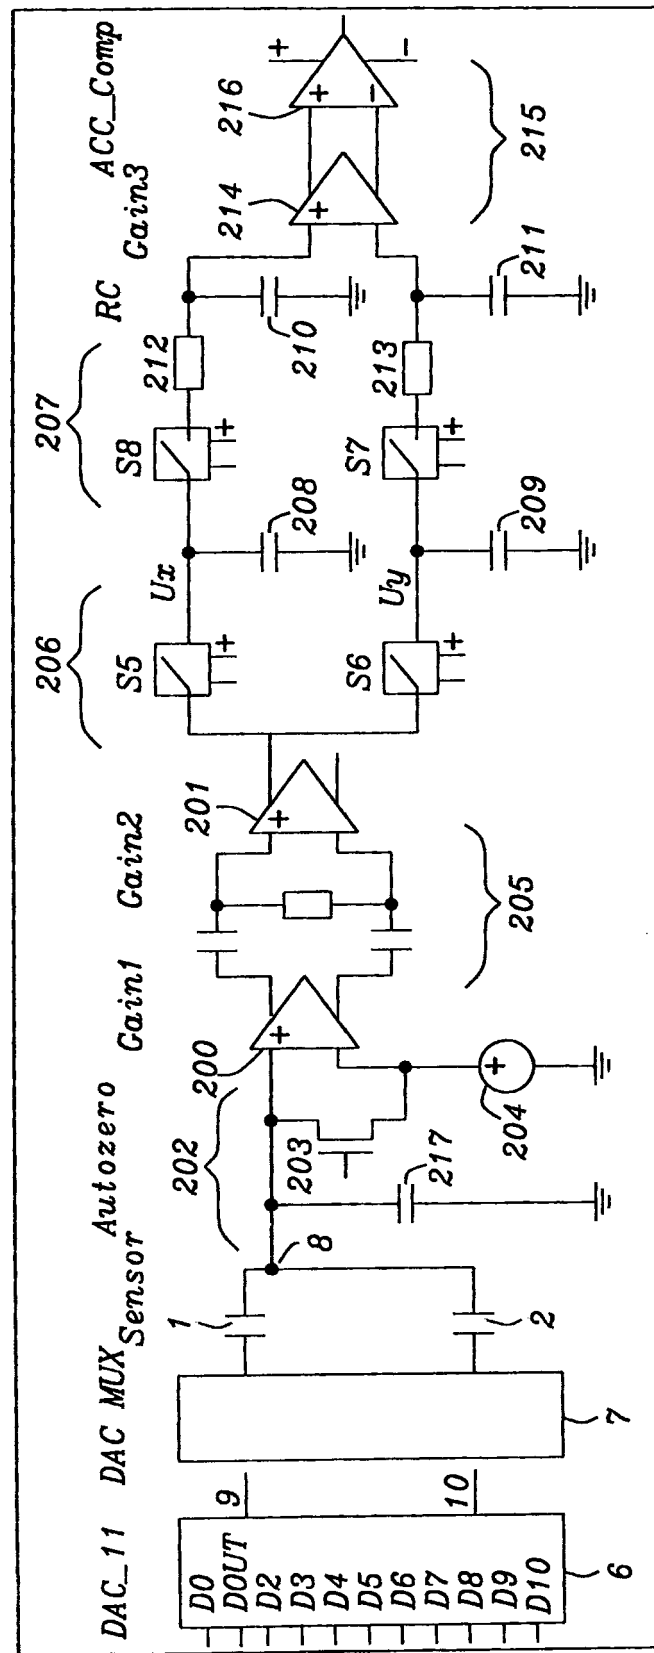 DAC_11 DAC MUX Autozero Gain1 Gain2 RC Gain3 ACC_Comp
Sensor
202 206 207
1 200 201 S5 Ux S8 212 214 216
+ + + + + + +
D0
DOUT
D2
D3
D4
D5
D6
D7
D8
D9
D10
9
10
8 203 208 210
− −
S6 Uy S7 213
+ +
217
204
+
2 209 211
6 7 205 215